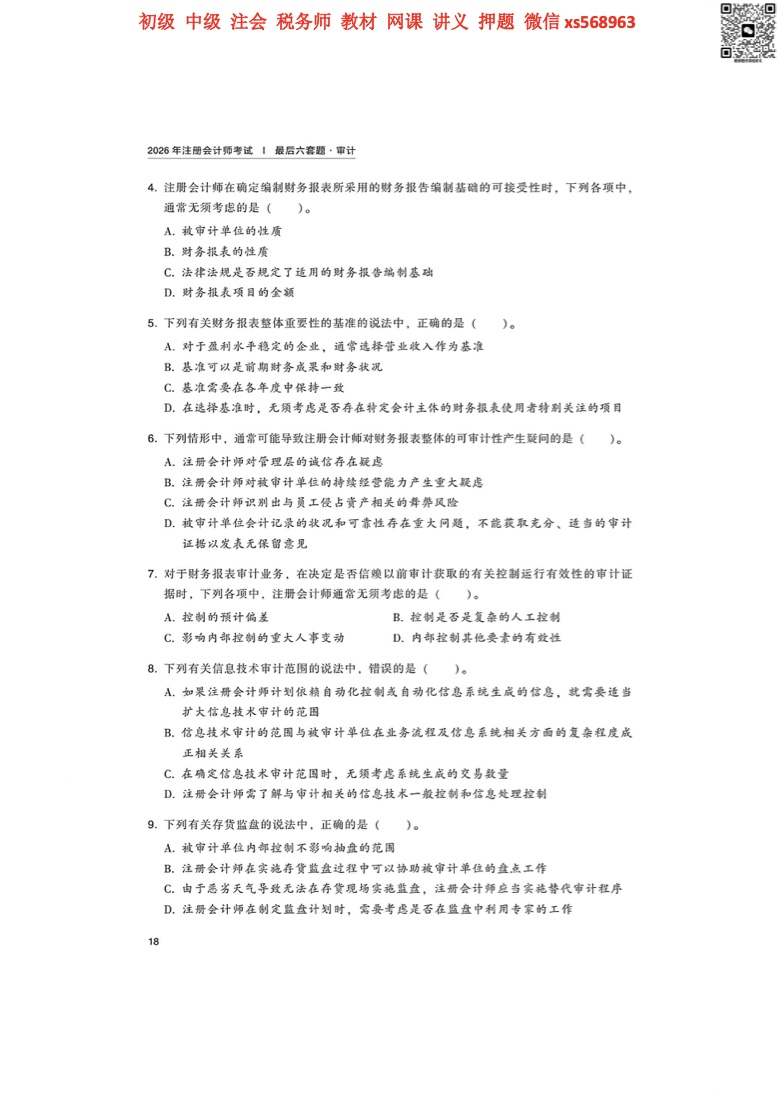 初级 中级 注会 税务师 教材 网课 讲义 押题 微信 xs568963
2026 年注册会计师考试 | 最后六套题·审计
4. 注册会计师在确定编制财务报表所采用的财务报告编制基础的可接受性时，下列各项中，
通常无须考虑的是（ ）。
A. 被审计单位的性质
B. 财务报表的性质
C. 法律法规是否规定了适用的财务报告编制基础
D. 财务报表项目的金额
5. 下列有关财务报表整体重要性的基准的说法中，正确的是（ ）。
A. 对于盈利水平稳定的企业，通常选择营业收入作为基准
B. 基准可以是前期财务成果和财务状况
C. 基准需要在各年度中保持一致
D. 在选择基准时，无须考虑是否存在特定会计主体的财务报表使用者特别关注的项目
6. 下列情形中，通常可能导致注册会计师对财务报表整体的可审计性产生疑问的是（ ）。
A. 注册会计师对管理层的诚信存在疑虑
B. 注册会计师对被审计单位的持续经营能力产生重大疑虑
C. 注册会计师识别出与员工侵占资产相关的舞弊风险
D. 被审计单位会计记录的状况和可靠性存在重大问题，不能获取充分、适当的审计
证据以发表无保留意见
7. 对于财务报表审计业务，在决定是否信赖以前审计获取的有关控制运行有效性的审计证
据时，下列各项中，注册会计师通常无须考虑的是（ ）。
A. 控制的预计偏差 B. 控制是否是复杂的人工控制
C. 影响内部控制的重大人事变动 D. 内部控制其他要素的有效性
8. 下列有关信息技术审计范围的说法中，错误的是（ ）。
A. 如果注册会计师计划依赖自动化控制或自动化信息系统生成的信息，就需要适当
扩大信息技术审计的范围
B. 信息技术审计的范围与被审计单位在业务流程及信息系统相关方面的复杂程度成
正相关关系
C. 在确定信息技术审计范围时，无须考虑系统生成的交易数量
D. 注册会计师需了解与审计相关的信息技术一般控制和信息处理控制
9. 下列有关存货监盘的说法中，正确的是（ ）。
A. 被审计单位内部控制不影响抽盘的范围
B. 注册会计师在实施存货监盘过程中可以协助被审计单位的盘点工作
C. 由于恶劣天气导致无法在存货现场实施监盘，注册会计师应当实施替代审计程序
D. 注册会计师在制定监盘计划时，需要考虑是否在监盘中利用专家的工作
18